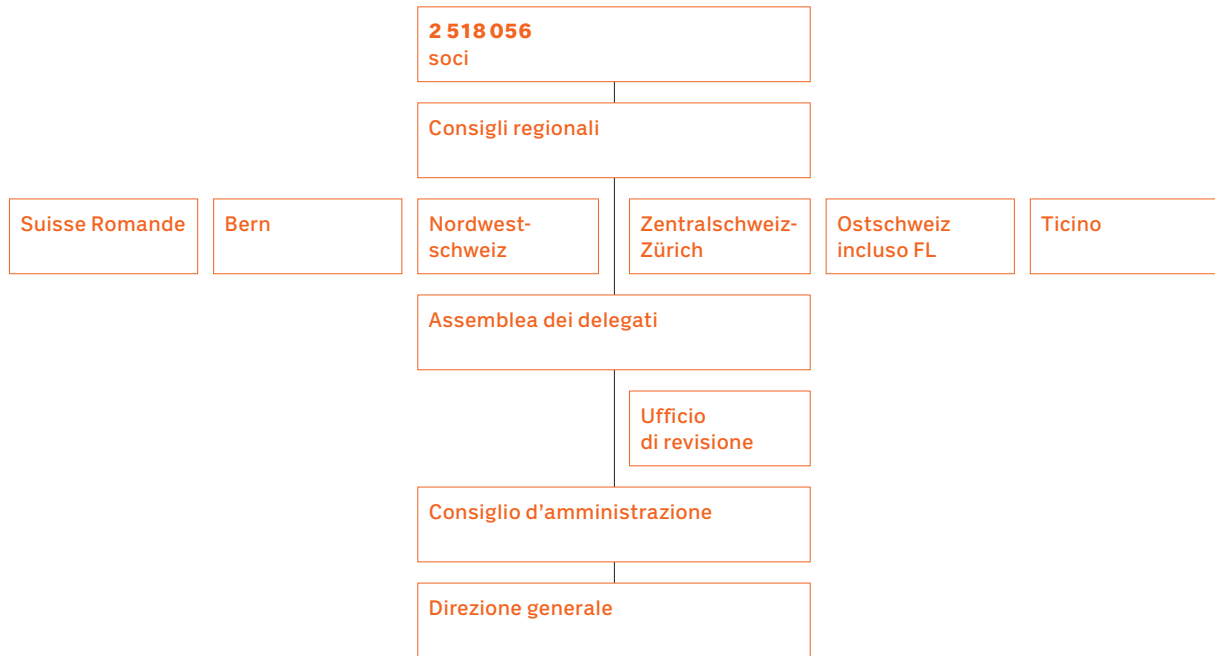 2 518 056
soci
Consigli regionali
Suisse Romande
Bern
Nordwest-
schweiz
Zentralschweiz-
Zürich
Ostschweiz
incluso FL
Ticino
Assemblea dei delegati
Ufficio
di revisione
Consiglio d’amministrazione
Direzione generale